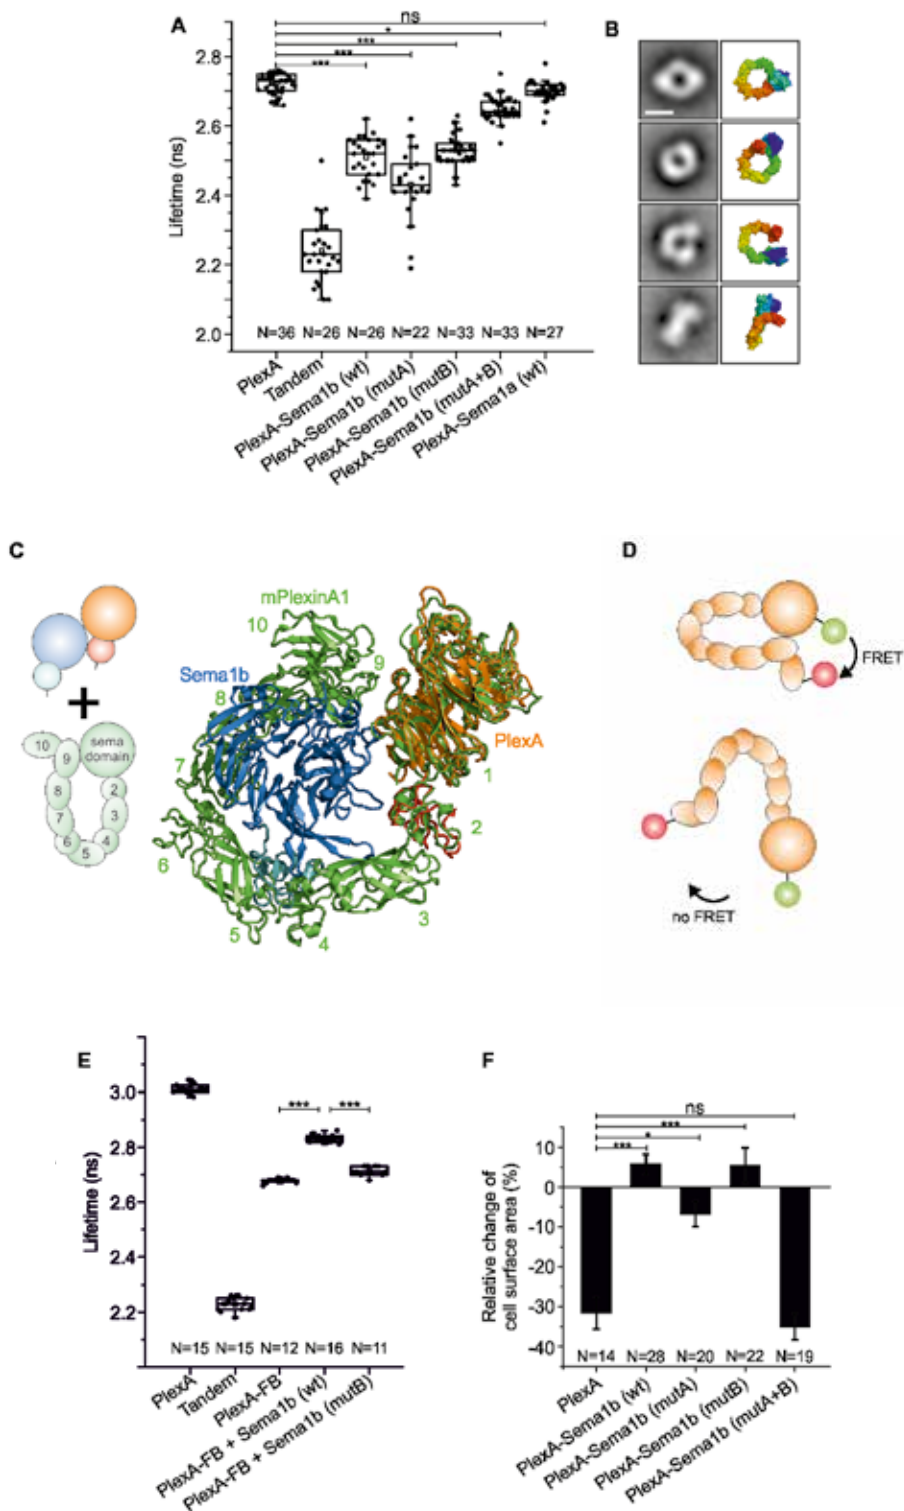 A
ns
*
***
***
***
2.8
2.6
2.4
2.2
2.0
Lifetime (ns)
N=36 N=26 N=26 N=22 N=33 N=33 N=27
PlexA
Tandem
PlexA-Sema1b (wt)
PlexA-Sema1b (mutA)
PlexA-Sema1b (mutB)
PlexA-Sema1b (mutA+B)
PlexA-Sema1a (wt)
B
C
10
9
sema domain
8
2
7
3
6
5
4
mPlexinA1
10
9
Sema1b
8
7
PlexA
1
2
6
3
5
4
D
FRET
no FRET
E
3.0
2.8
2.6
2.4
2.2
Lifetime (ns)
***
***
N=15 N=15 N=12 N=16 N=11
PlexA
Tandem
PlexA-FB
PlexA-FB + Sema1b (wt)
PlexA-FB + Sema1b (mutB)
F
ns
***
*
***
10
0
-10
-20
-30
-40
Relative change of
cell surface area (%)
N=14 N=28 N=20 N=22 N=19
PlexA
PlexA-Sema1b (wt)
PlexA-Sema1b (mutA)
PlexA-Sema1b (mutB)
PlexA-Sema1b (mutA+B)